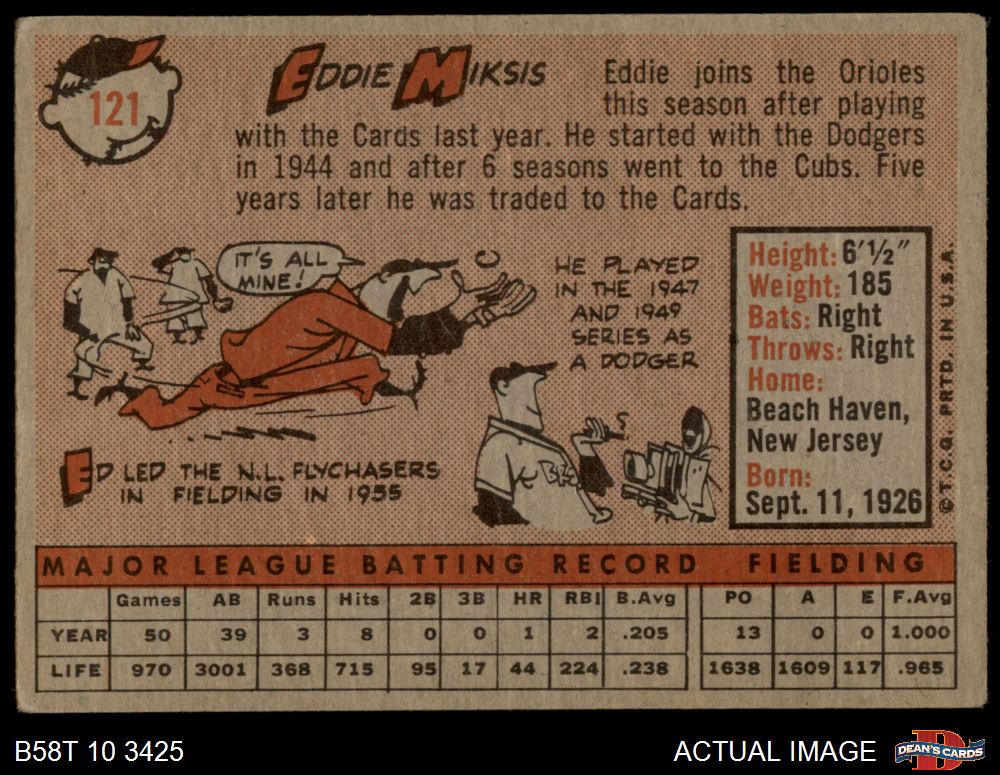 121
EDDIE MIKSIS
Eddie joins the Orioles
this season after playing
with the Cards last year. He started with the Dodgers
in 1944 and after 6 seasons went to the Cubs. Five
years later he was traded to the Cards.
IT'S ALL
MINE!
HE PLAYED
IN THE 1947
AND 1949
SERIES AS
A DODGER
ED LED THE N.L. FLYCHASERS
IN FIELDING IN 1955
Height: 6' ½"
Weight: 185
Bats: Right
Throws: Right
Home:
Beach Haven,
New Jersey
Born:
Sept. 11, 1926
© T.C.G. PRTD. IN U.S.A.
MAJOR LEAGUE BATTING RECORD FIELDING
Games AB Runs Hits 2B 3B HR RBI B.Avg PO A E F.Avg
YEAR 50 39 3 8 0 0 1 2 .205 13 0 0 1.000
LIFE 970 3001 368 715 95 17 44 224 .238 1638 1609 117 .965
B58T 10 3425
ACTUAL IMAGE
DEAN'S CARDS